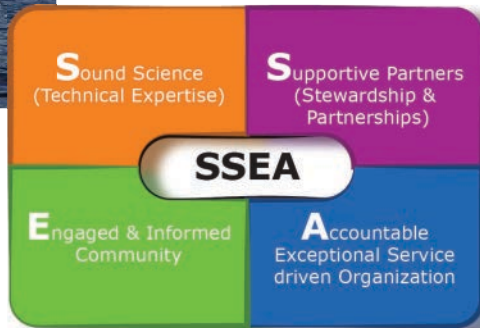 Sound Science
(Technical Expertise)
Supportive Partners
(Stewardship &
Partnerships)
SSEA
Engaged & Informed
Community
Accountable
Exceptional Service
driven Organization